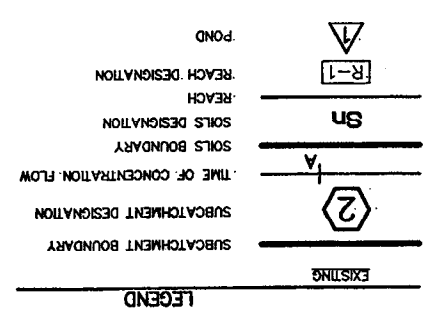 LEGEND
EXISTING
SUBCATCHMENT BOUNDARY
2 SUBCATCHMENT DESIGNATION
A TIME OF CONCENTRATION FLOW
SOILS BOUNDARY
Sn SOILS DESIGNATION
REACH
R-1 REACH DESIGNATION
1 POND